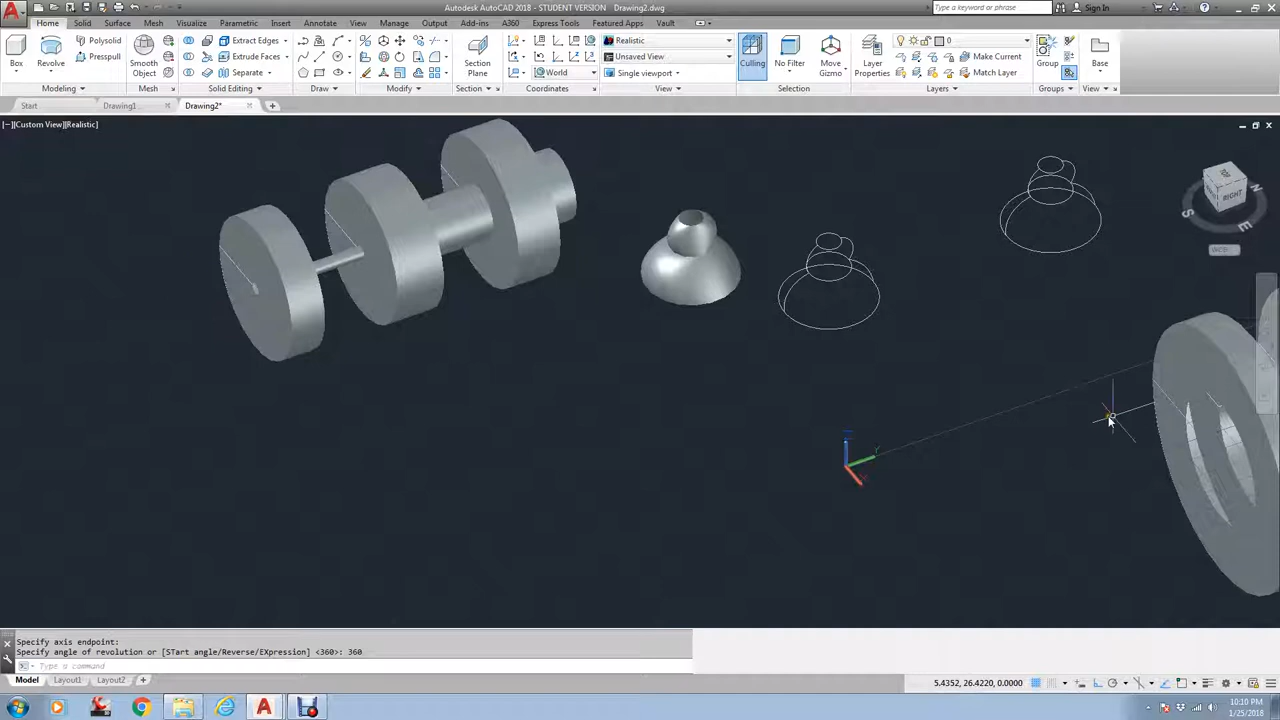 Autodesk AutoCAD 2018 - STUDENT VERSION Drawing2.dwg
Type a keyword or phrase
Sign In
Home Solid Surface Mesh Visualize Parametric Insert Annotate View Manage Output Add-ins A360 Express Tools Featured Apps Vault
Box
Revolve
Polysolid
Presspull
Modeling
Smooth
Object
Mesh
Extract Edges
Extrude Faces
Separate
Solid Editing
Draw
Modify
Section
Plane
Section
World
Coordinates
Realistic
Unsaved View
Single viewport
View
Culling
No Filter
Move
Gizmo
Selection
Layer
Properties
0
Make Current
Match Layer
Layers
Group
Groups
Base
View
Start Drawing1 Drawing2*
[−][Custom View][Realistic]
TOP
RIGHT
N
S
E
WCS
Z
Y
X
Specify axis endpoint:
Specify angle of revolution or [STart angle/Reverse/EXpression] <360>: 360
Type a command
Model Layout1 Layout2
5.4352, 26.4220, 0.0000
10:10 PM
1/25/2018